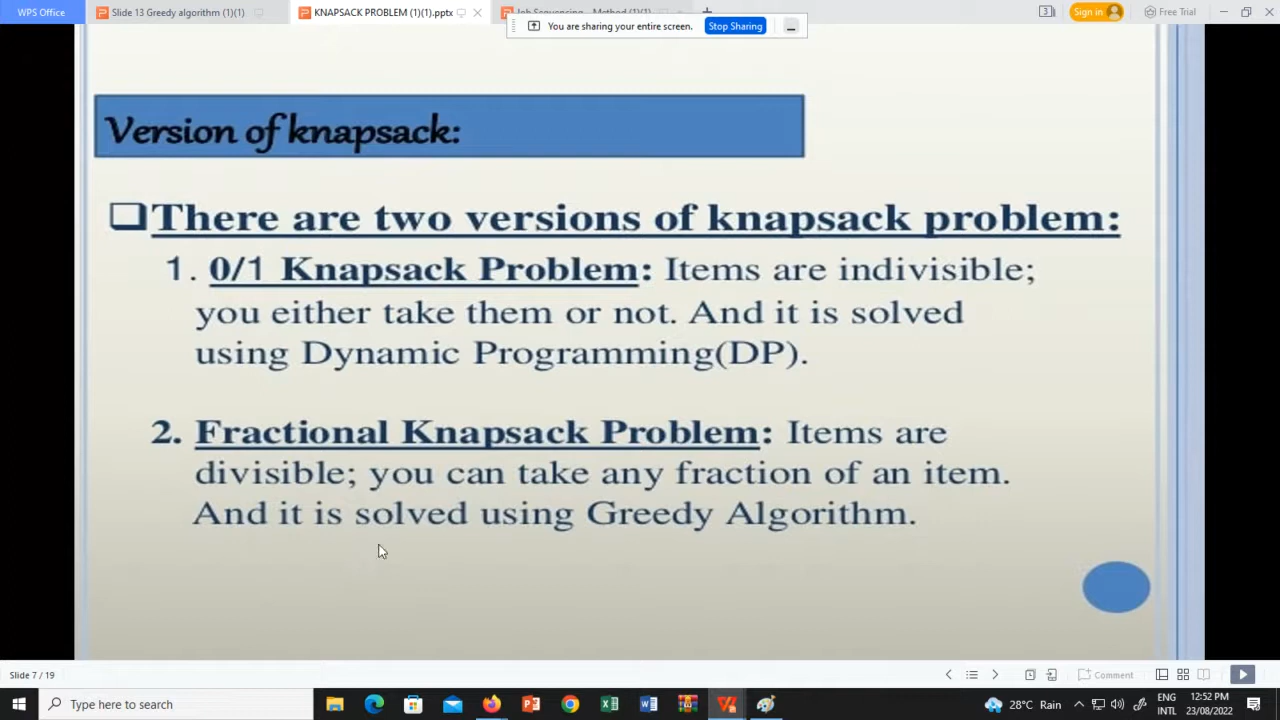 WPS Office
Slide 13 Greedy algorithm (1)(1)
KNAPSACK PROBLEM (1)(1).pptx
Job Sequencing - Method (1)(1)
Sign in
Free Trial
You are sharing your entire screen.
Stop Sharing
Version of knapsack:
There are two versions of knapsack problem:
1. 0/1 Knapsack Problem: Items are indivisible;
you either take them or not. And it is solved
using Dynamic Programming(DP).
2. Fractional Knapsack Problem: Items are
divisible; you can take any fraction of an item.
And it is solved using Greedy Algorithm.
Slide 7 / 19
Comment
Type here to search
28°C Rain
ENG
INTL
12:52 PM
23/08/2022